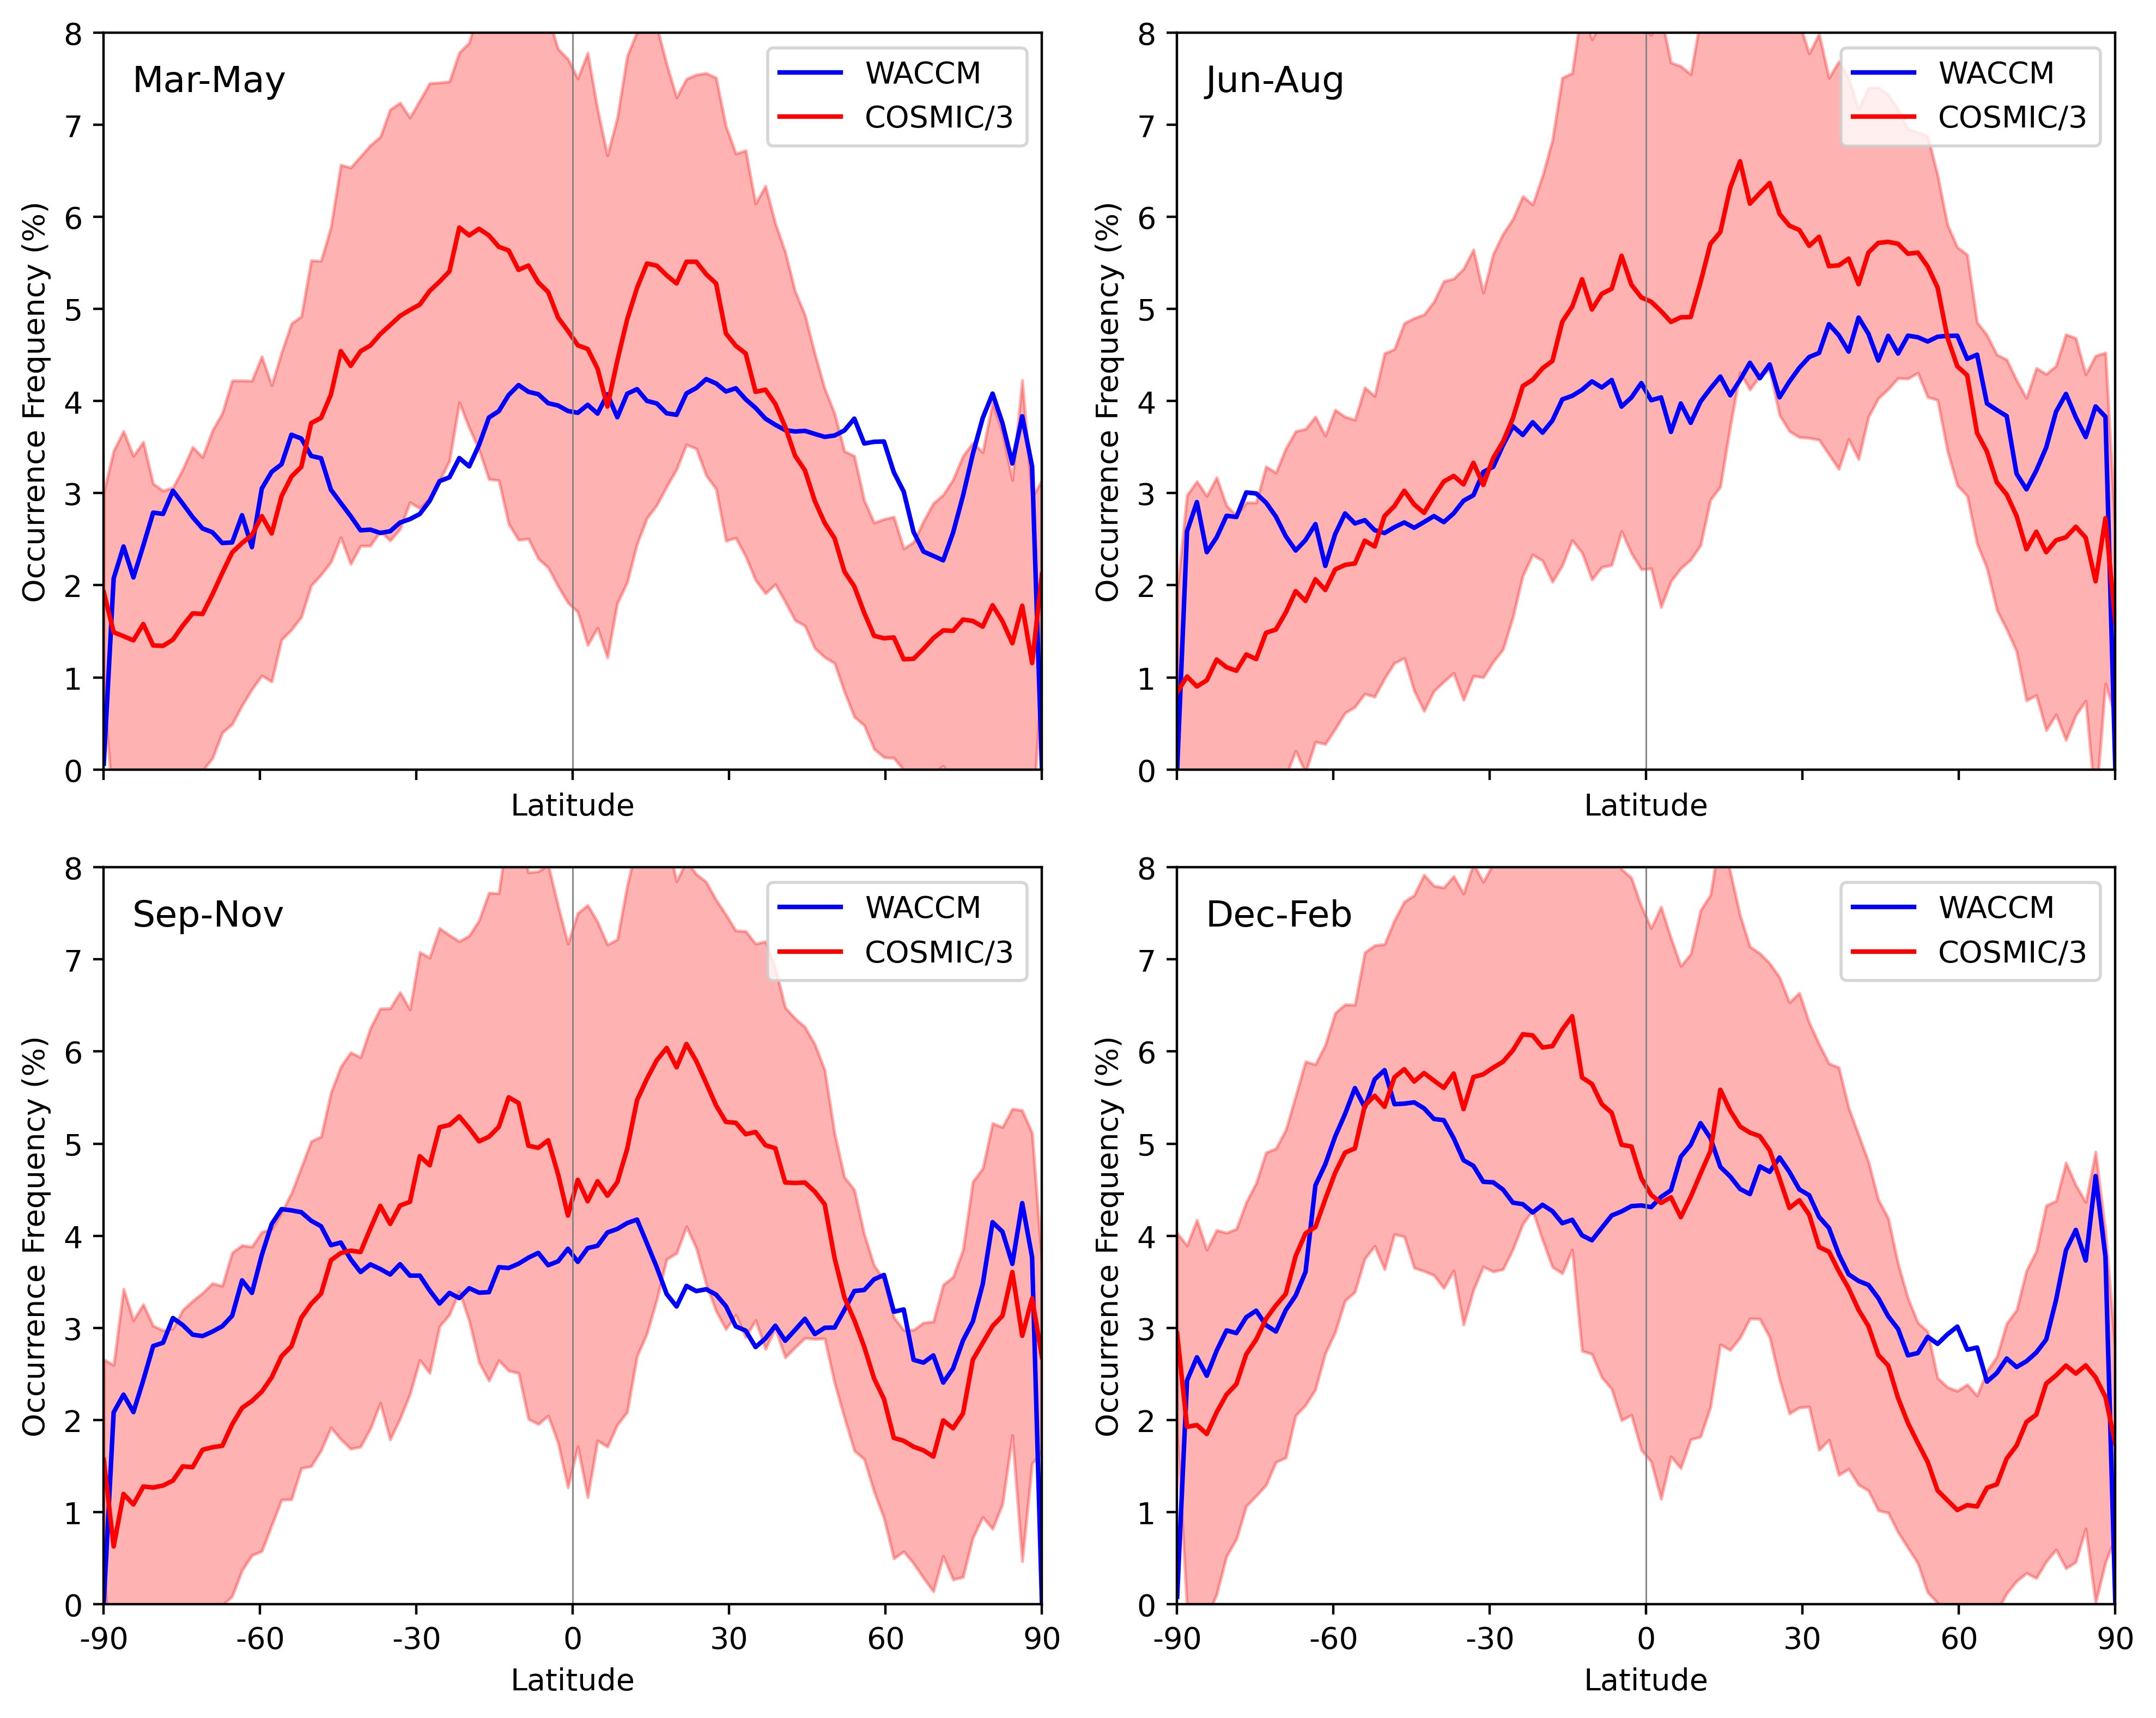 Mar-May
WACCM
COSMIC/3
Occurrence Frequency (%)
8
7
6
5
4
3
2
1
0
Latitude
Jun-Aug
WACCM
COSMIC/3
Occurrence Frequency (%)
8
7
6
5
4
3
2
1
0
Latitude
Sep-Nov
WACCM
COSMIC/3
Occurrence Frequency (%)
8
7
6
5
4
3
2
1
0
-90 -60 -30 0 30 60 90
Latitude
Dec-Feb
WACCM
COSMIC/3
Occurrence Frequency (%)
8
7
6
5
4
3
2
1
0
-90 -60 -30 0 30 60 90
Latitude